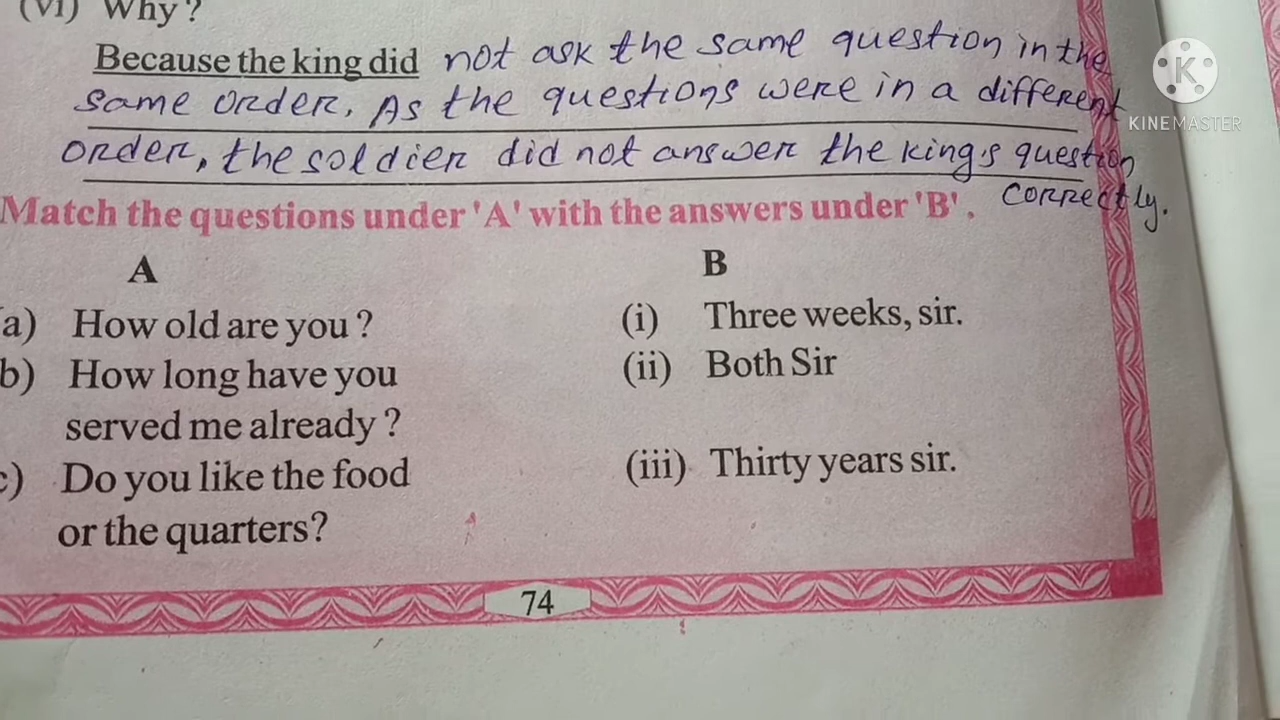 (vi) Why?
Because the king did not ask the same question in the
same order, As the questions were in a different
order, the soldier did not answer the king's question
correctly.
Match the questions under 'A' with the answers under 'B'.
A B
a) How old are you? (i) Three weeks, sir.
b) How long have you (ii) Both Sir
served me already?
c) Do you like the food (iii) Thirty years sir.
or the quarters?
74
K
KINEMASTER